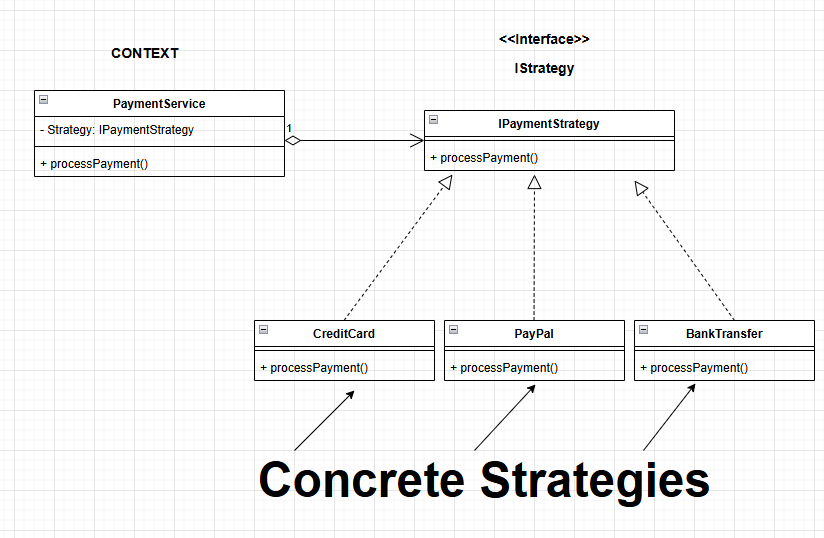 <<Interface>>
CONTEXT
IStrategy
PaymentService
- Strategy: IPaymentStrategy
+ processPayment()
1
IPaymentStrategy
+ processPayment()
CreditCard
+ processPayment()
PayPal
+ processPayment()
BankTransfer
+ processPayment()
Concrete Strategies